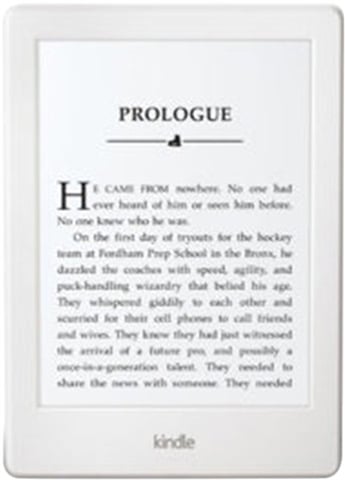 PROLOGUE
HE CAME FROM nowhere. No one had
ever heard of him or seen him before.
No one knew who he was.
On the first day of tryouts for the hockey
team at Fordham Prep School in the Bronx, he
dazzled the coaches with speed, agility, and
puck-handling wizardry that belied his age.
They whispered giddily to each other and
scurried for their cell phones to call friends
and wives. They knew they had just witnessed
the arrival of a future pro, and possibly a
once-in-a-generation talent. They needed to
share the news with someone. They needed
kindle